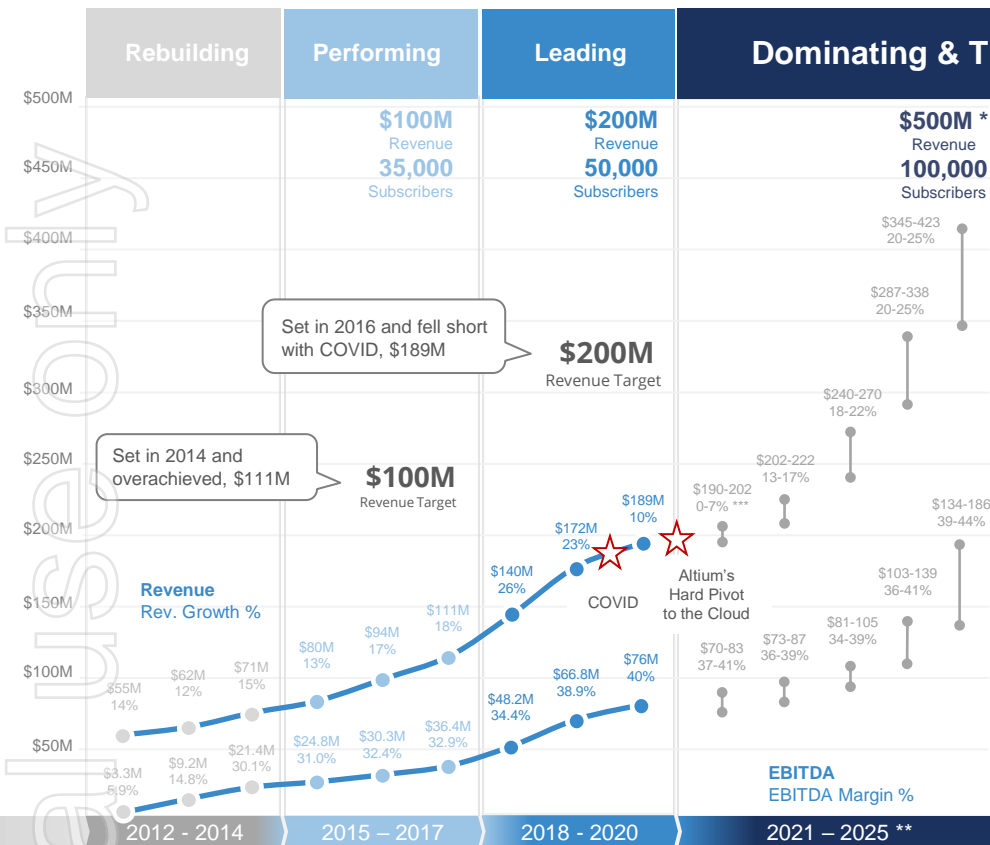 Rebuilding
Performing
Leading
Dominating & T
$500M
$450M
$400M
$350M
$300M
$250M
$200M
$150M
$100M
$50M
$100M
Revenue
35,000
Subscribers
$200M
Revenue
50,000
Subscribers
$500M *
Revenue
100,000
Subscribers
Set in 2016 and fell short
with COVID, $189M
$200M
Revenue Target
Set in 2014 and
overachieved, $111M
$100M
Revenue Target
Revenue
Rev. Growth %
$55M
14%
$62M
12%
$71M
15%
$80M
13%
$94M
17%
$111M
18%
$140M
26%
$172M
23%
$189M
10%
COVID
Altium's
Hard Pivot
to the Cloud
$190-202
0-7% ***
$202-222
13-17%
$240-270
18-22%
$287-338
20-25%
$345-423
20-25%
$3.3M
5.9%
$9.2M
14.8%
$21.4M
30.1%
$24.8M
31.0%
$30.3M
32.4%
$36.4M
32.9%
$48.2M
34.4%
$66.8M
38.9%
$76M
40%
$70-83
37-41%
$73-87
36-39%
$81-105
34-39%
$103-139
36-41%
$134-186
39-44%
EBITDA
EBITDA Margin %
2012 - 2014
2015 – 2017
2018 - 2020
2021 – 2025 **
al use only